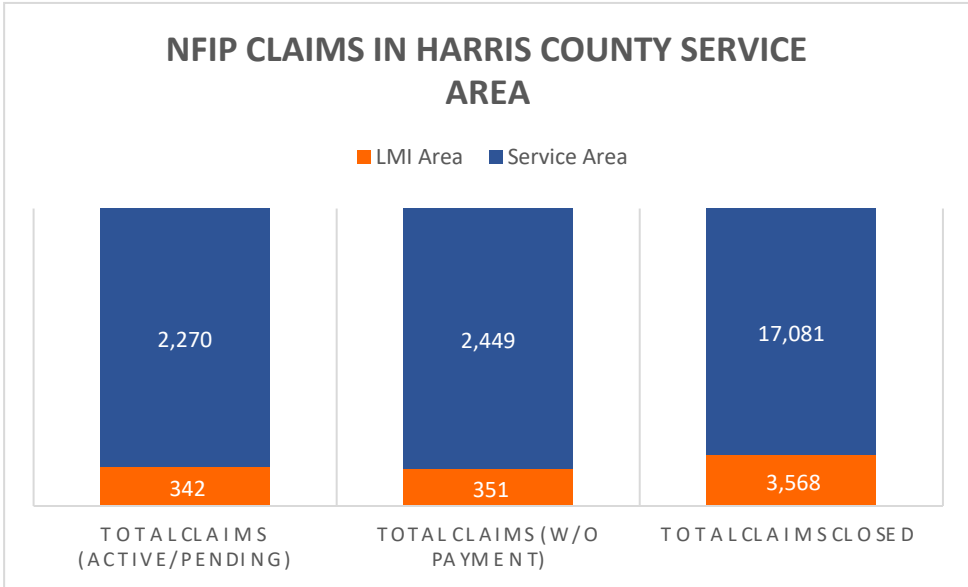 NFIP CLAIMS IN HARRIS COUNTY SERVICE
AREA
LMI Area Service Area
2,270 2,449 17,081
342 351 3,568
TOTAL CLAIMS
(ACTIVE/PENDING)
TOTAL CLAIMS (W/O
PAYMENT)
TOTAL CLAIMS CLOSED